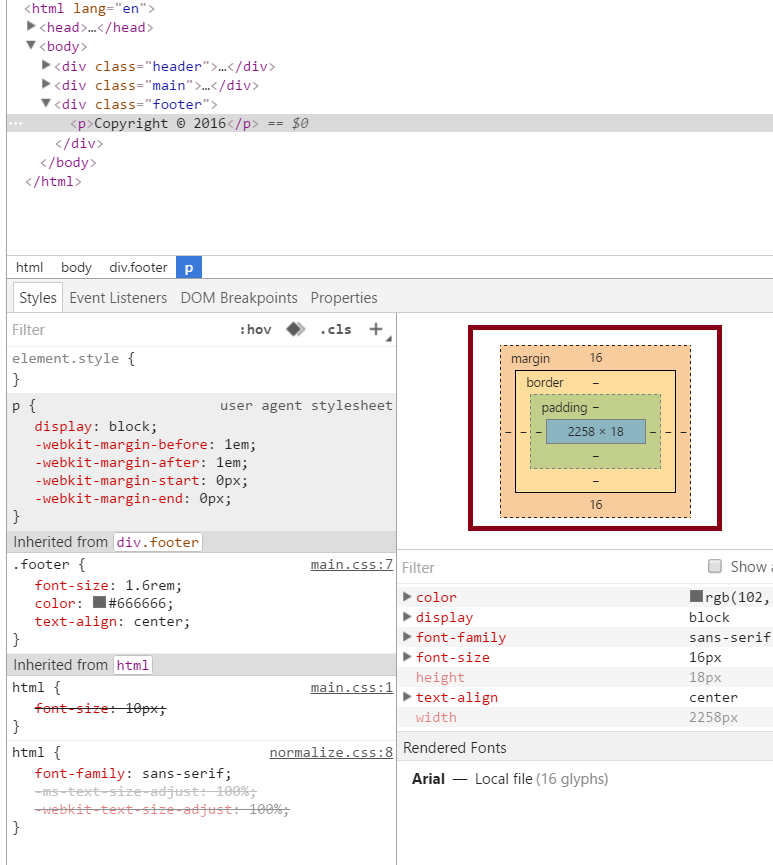 <html lang="en">
<head>…</head>
<body>
<div class="header">…</div>
<div class="main">…</div>
<div class="footer">
<p>Copyright © 2016</p> == $0
</div>
</body>
</html>
html body div.footer p
Styles Event Listeners DOM Breakpoints Properties
Filter :hov .cls +
element.style {
}
p { user agent stylesheet
display: block;
-webkit-margin-before: 1em;
-webkit-margin-after: 1em;
-webkit-margin-start: 0px;
-webkit-margin-end: 0px;
}
Inherited from div.footer
.footer { main.css:7
font-size: 1.6rem;
color: #666666;
text-align: center;
}
Inherited from html
html { main.css:1
font-size: 10px;
}
html { normalize.css:8
font-family: sans-serif;
-ms-text-size-adjust: 100%;
-webkit-text-size-adjust: 100%;
}
margin 16
border –
padding –
– – – 2258 × 18 – – –
–
–
16
Filter Show a
color rgb(102,
display block
font-family sans-serif
font-size 16px
height 18px
text-align center
width 2258px
Rendered Fonts
Arial — Local file (16 glyphs)